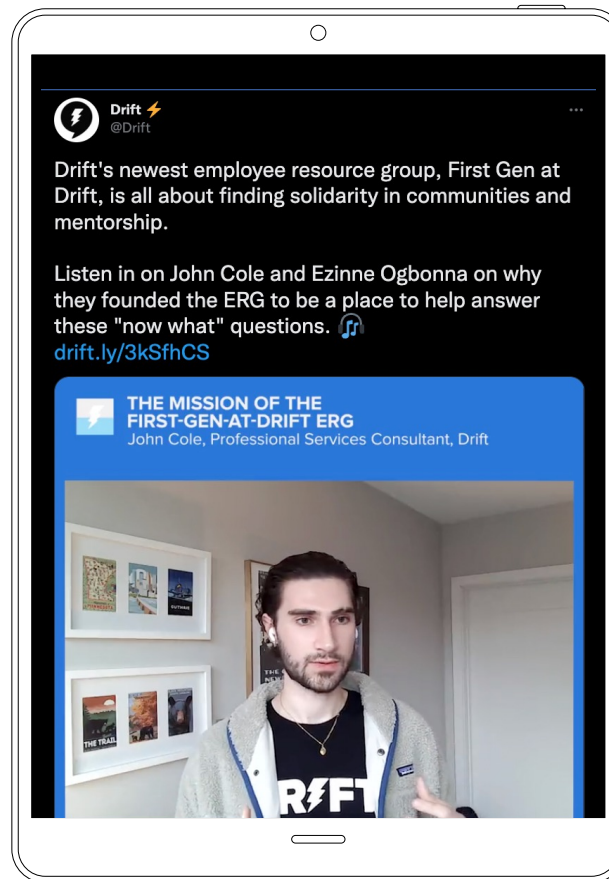 Drift ⚡
@Drift
Drift's newest employee resource group, First Gen at
Drift, is all about finding solidarity in communities and
mentorship.
Listen in on John Cole and Ezinne Ogbonna on why
they founded the ERG to be a place to help answer
these "now what" questions. 🎧
drift.ly/3kSfhCS
THE MISSION OF THE
FIRST-GEN-AT-DRIFT ERG
John Cole, Professional Services Consultant, Drift
GUTHRIE
THE TRAIL
DRIFT